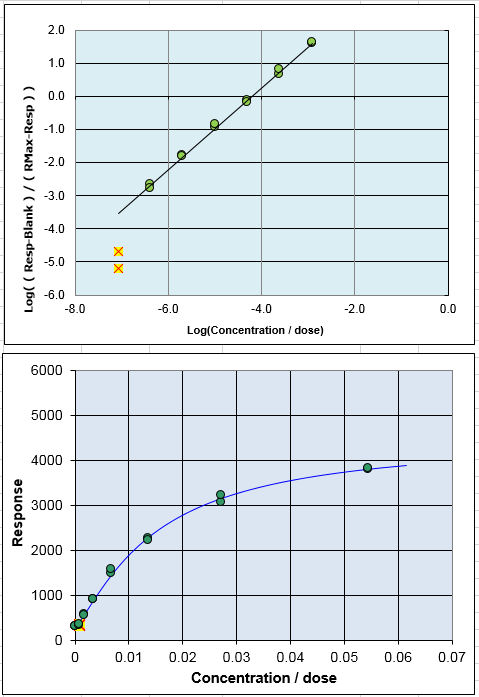 2.0
1.0
0.0
-1.0
-2.0
-3.0
-4.0
-5.0
-6.0
Log( ( Resp-Blank ) / ( RMax-Resp ) )
-8.0 -6.0 -4.0 -2.0 0.0
Log(Concentration / dose)
6000
5000
4000
3000
2000
1000
0
Response
0 0.01 0.02 0.03 0.04 0.05 0.06 0.07
Concentration / dose